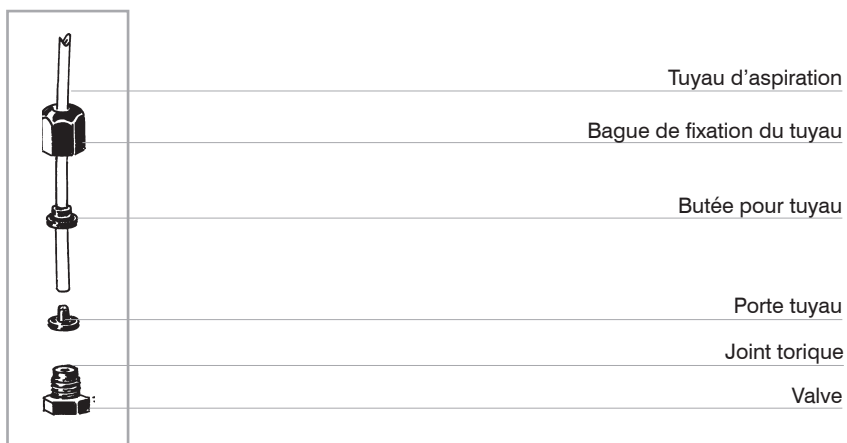 Tuyau d’aspiration
Bague de fixation du tuyau
Butée pour tuyau
Porte tuyau
Joint torique
Valve